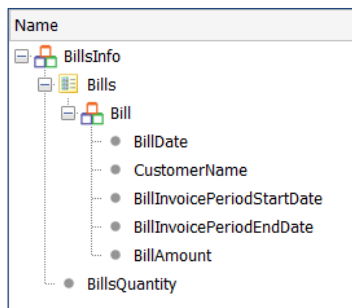 Name
BillsInfo
Bills
Bill
BillDate
CustomerName
BillInvoicePeriodStartDate
BillInvoicePeriodEndDate
BillAmount
BillsQuantity